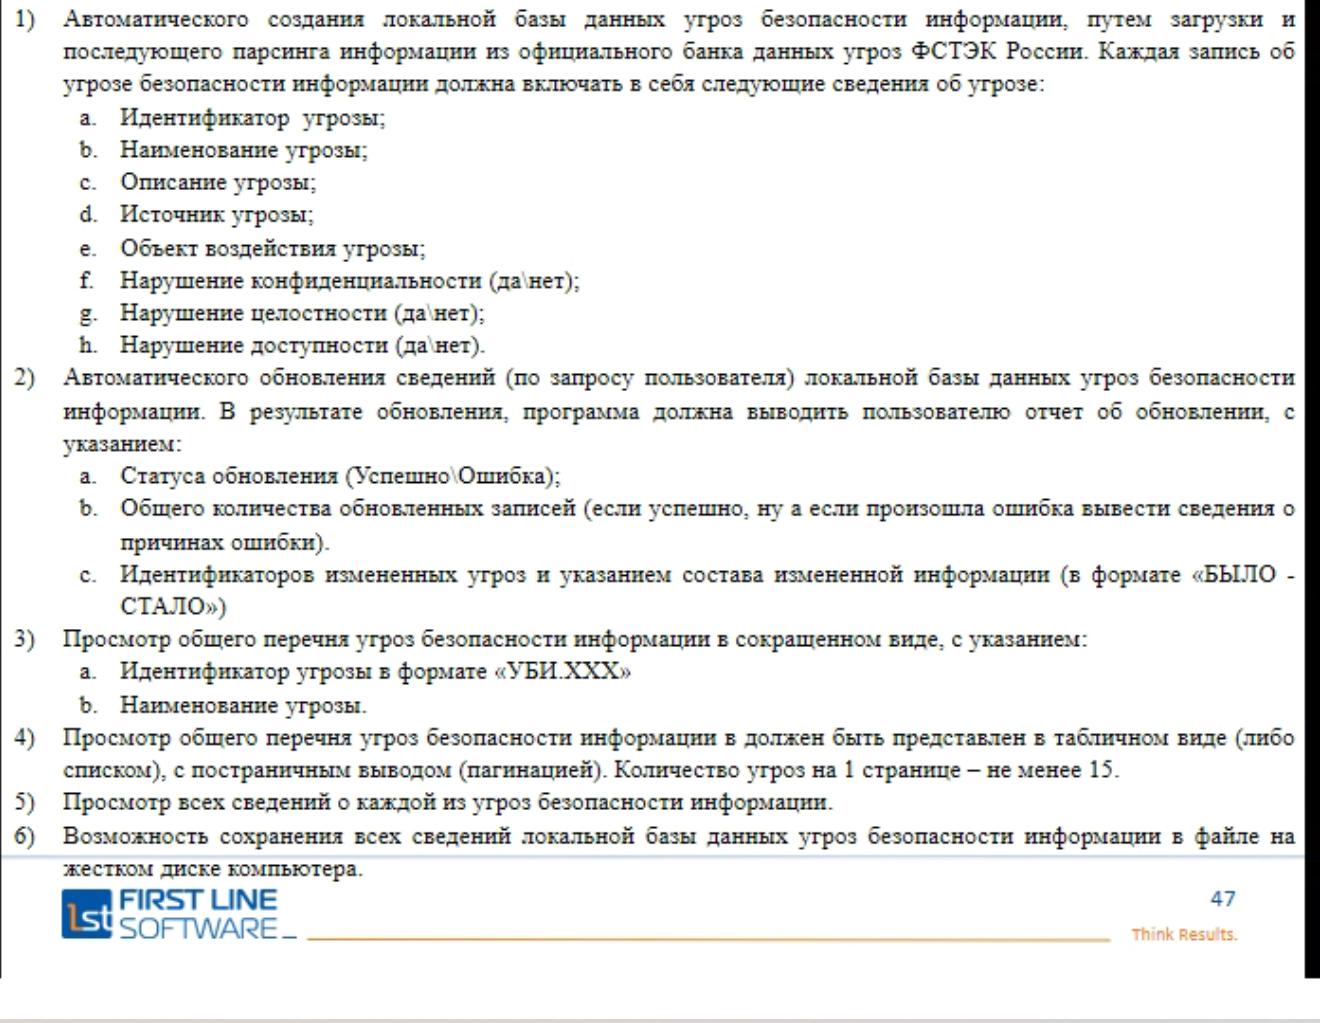 1) Автоматического создания локальной базы данных угроз безопасности информации, путем загрузки и
последующего парсинга информации из официального банка данных угроз ФСТЭК России. Каждая запись об
угрозе безопасности информации должна включать в себя следующие сведения об угрозе:
a. Идентификатор угрозы;
b. Наименование угрозы;
c. Описание угрозы;
d. Источник угрозы;
e. Объект воздействия угрозы;
f. Нарушение конфиденциальности (да\нет);
g. Нарушение целостности (да\нет);
h. Нарушение доступности (да\нет).
2) Автоматического обновления сведений (по запросу пользователя) локальной базы данных угроз безопасности
информации. В результате обновления, программа должна выводить пользователю отчет об обновлении, с
указанием:
a. Статуса обновления (Успешно\Ошибка);
b. Общего количества обновленных записей (если успешно, ну а если произошла ошибка вывести сведения о
причинах ошибки).
c. Идентификаторов измененных угроз и указанием состава измененной информации (в формате «БЫЛО -
СТАЛО»)
3) Просмотр общего перечня угроз безопасности информации в сокращенном виде, с указанием:
a. Идентификатор угрозы в формате «УБИ.ХХХ»
b. Наименование угрозы.
4) Просмотр общего перечня угроз безопасности информации в должен быть представлен в табличном виде (либо
списком), с постраничным выводом (пагинацией). Количество угроз на 1 странице – не менее 15.
5) Просмотр всех сведений о каждой из угроз безопасности информации.
6) Возможность сохранения всех сведений локальной базы данных угроз безопасности информации в файле на
жестком диске компьютера.
1st FIRST LINE
SOFTWARE_
47
Think Results.